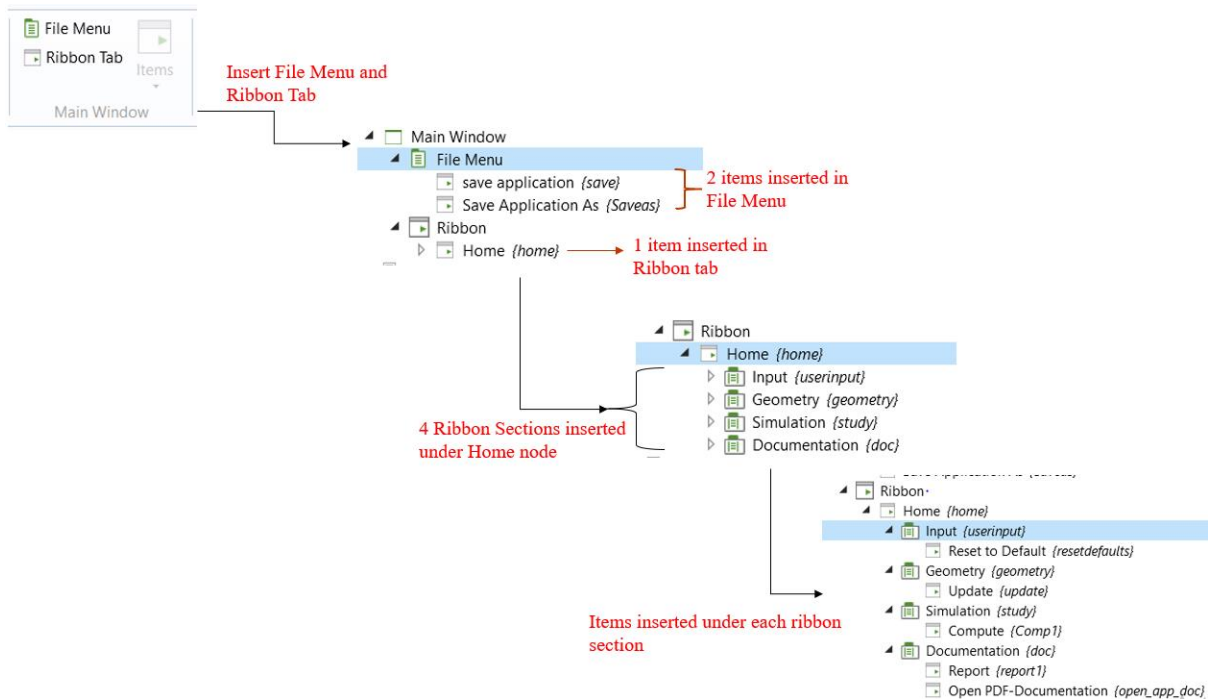 File Menu
Ribbon Tab
Items
Main Window
Insert File Menu and
Ribbon Tab
Main Window
File Menu
save application {save}
Save Application As {Saveas}
2 items inserted in
File Menu
Ribbon
Home {home}
1 item inserted in
Ribbon tab
Ribbon
Home {home}
Input {userinput}
Geometry {geometry}
Simulation {study}
Documentation {doc}
4 Ribbon Sections inserted
under Home node
Ribbon
Home {home}
Input {userinput}
Reset to Default {resetdefaults}
Geometry {geometry}
Update {update}
Simulation {study}
Compute {Comp1}
Documentation {doc}
Report {report1}
Open PDF-Documentation {open_app_doc}
Items inserted under each ribbon
section